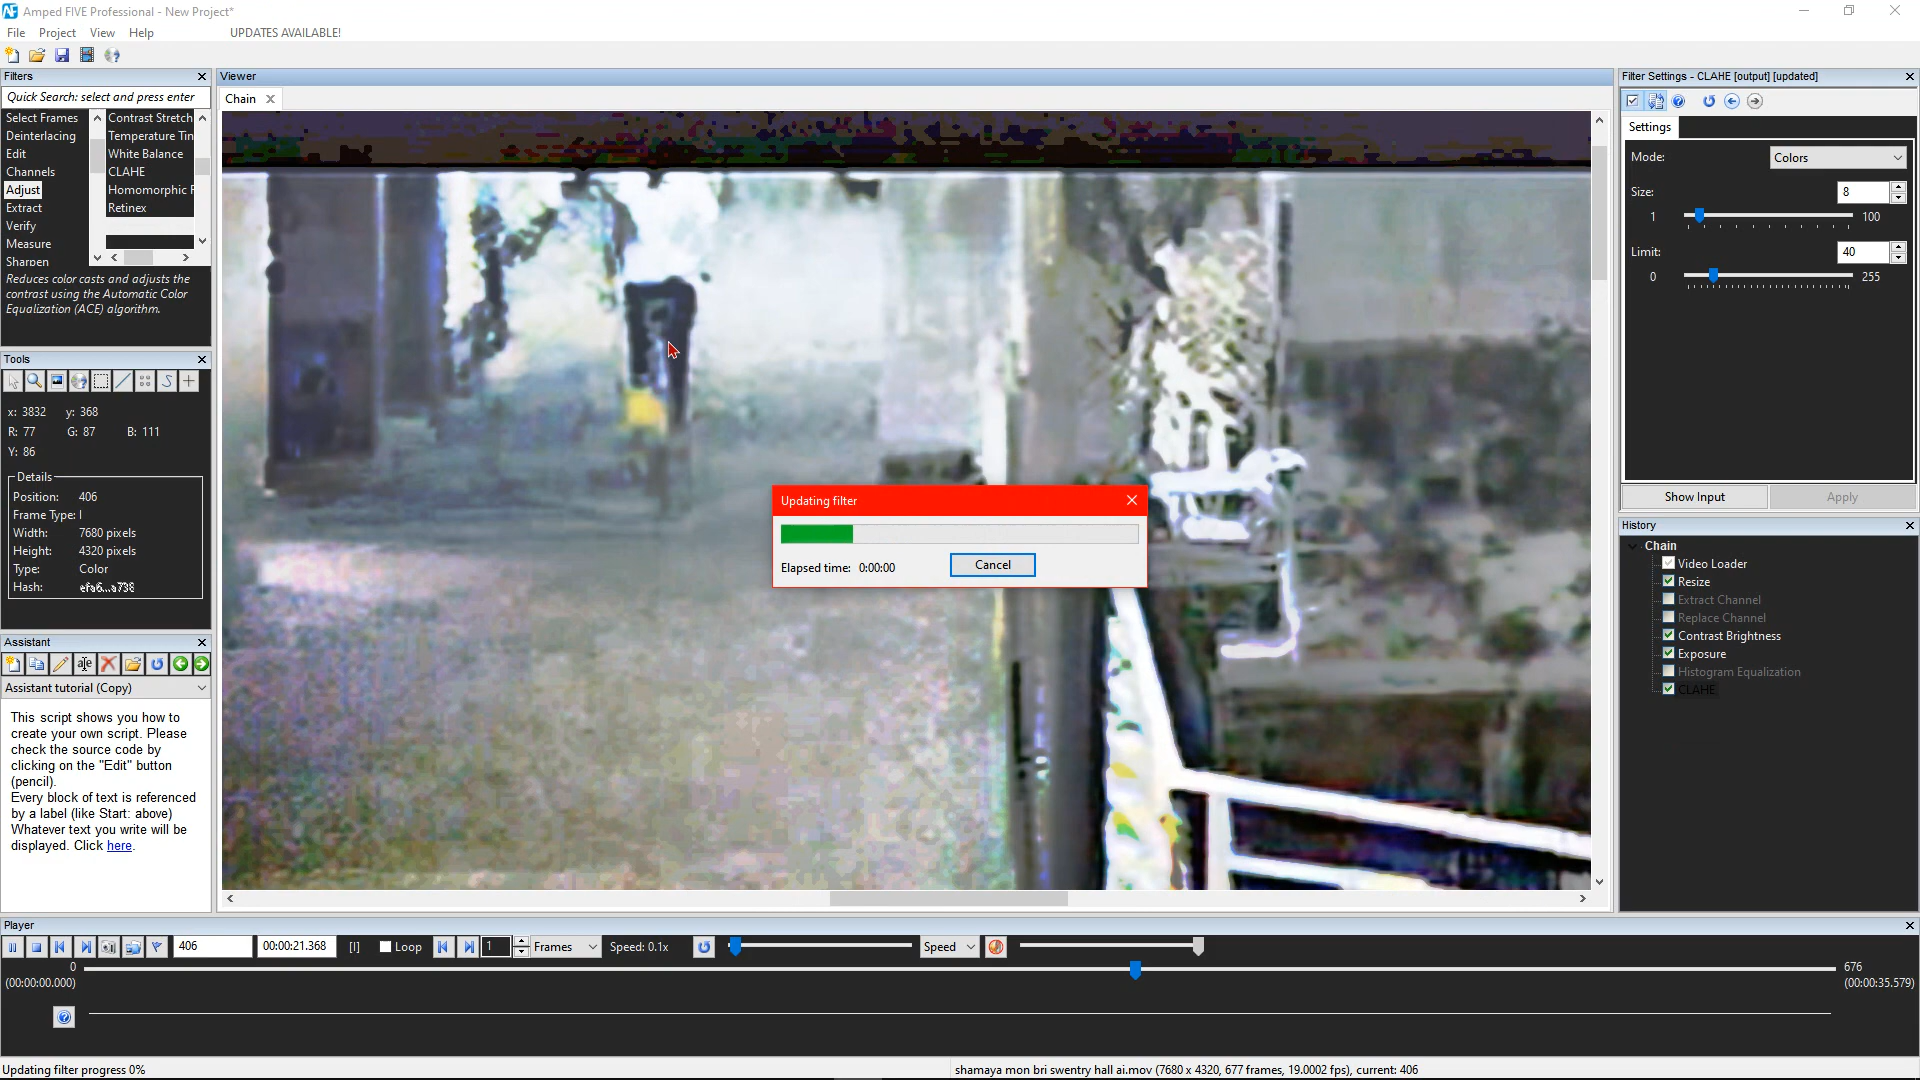 Amped FIVE Professional - New Project*
File Project View Help UPDATES AVAILABLE!
Filters
Quick Search: select and press enter
Select Frames
Deinterlacing
Edit
Channels
Adjust
Extract
Verify
Measure
Sharpen
Contrast Stretch
Temperature Tin
White Balance
CLAHE
Homomorphic F
Retinex
Reduces color casts and adjusts the
contrast using the Automatic Color
Equalization (ACE) algorithm.
Tools
x: 3832 y: 368
R: 77 G: 87 B: 111
Y: 86
Details
Position: 406
Frame Type: I
Width: 7680 pixels
Height: 4320 pixels
Type: Color
Hash: efa6...a738
Assistant
Assistant tutorial (Copy)
This script shows you how to
create your own script. Please
check the source code by
clicking on the "Edit" button
(pencil).
Every block of text is referenced
by a label (like Start: above)
Whatever text you write will be
displayed. Click here.
Viewer
Chain
Updating filter
Elapsed time: 0:00:00
Cancel
Filter Settings - CLAHE [output] [updated]
Settings
Mode: Colors
Size: 8
1 100
Limit: 40
0 255
Show Input Apply
History
Chain
Video Loader
Resize
Extract Channel
Replace Channel
Contrast Brightness
Exposure
Histogram Equalization
CLAHE
Player
406 00:00:21.368 [I] Loop 1 Frames Speed: 0.1x Speed
0 676
(00:00:00.000) (00:00:35.579)
Updating filter progress 0%
shamaya mon bri swentry hall ai.mov (7680 x 4320, 677 frames, 19.0002 fps), current: 406